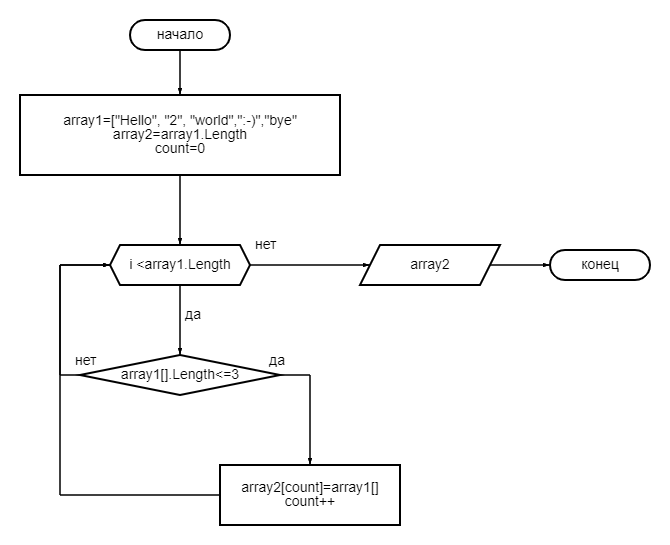 начало
array1=["Hello", "2", "world",":-)","bye"
array2=array1.Length
count=0
i <array1.Length
нет
array2
конец
да
нет
array1[].Length<=3
да
array2[count]=array1[]
count++